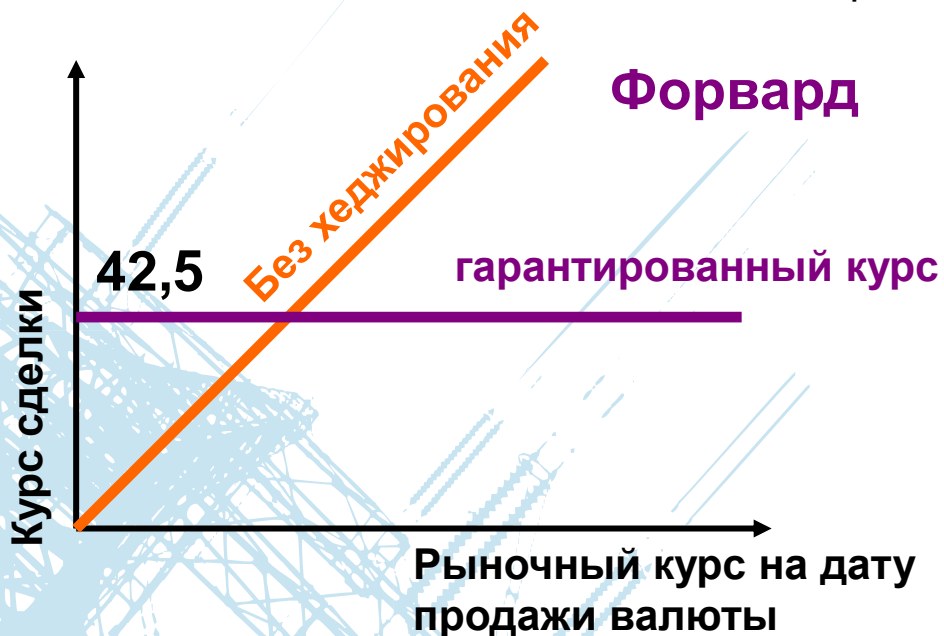 Форвард
Без хеджирования
42,5
гарантированный курс
Курс сделки
Рыночный курс на дату
продажи валюты